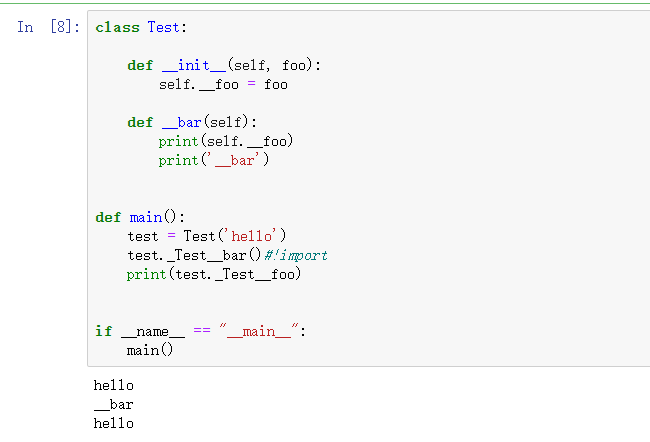 In [8]:
class Test:
    def __init__(self, foo):
        self.__foo = foo
    def __bar(self):
        print(self.__foo)
        print('__bar')
def main():
    test = Test('hello')
    test._Test__bar()#!import
    print(test._Test__foo)
if __name__ == "__main__":
    main()
hello
__bar
hello